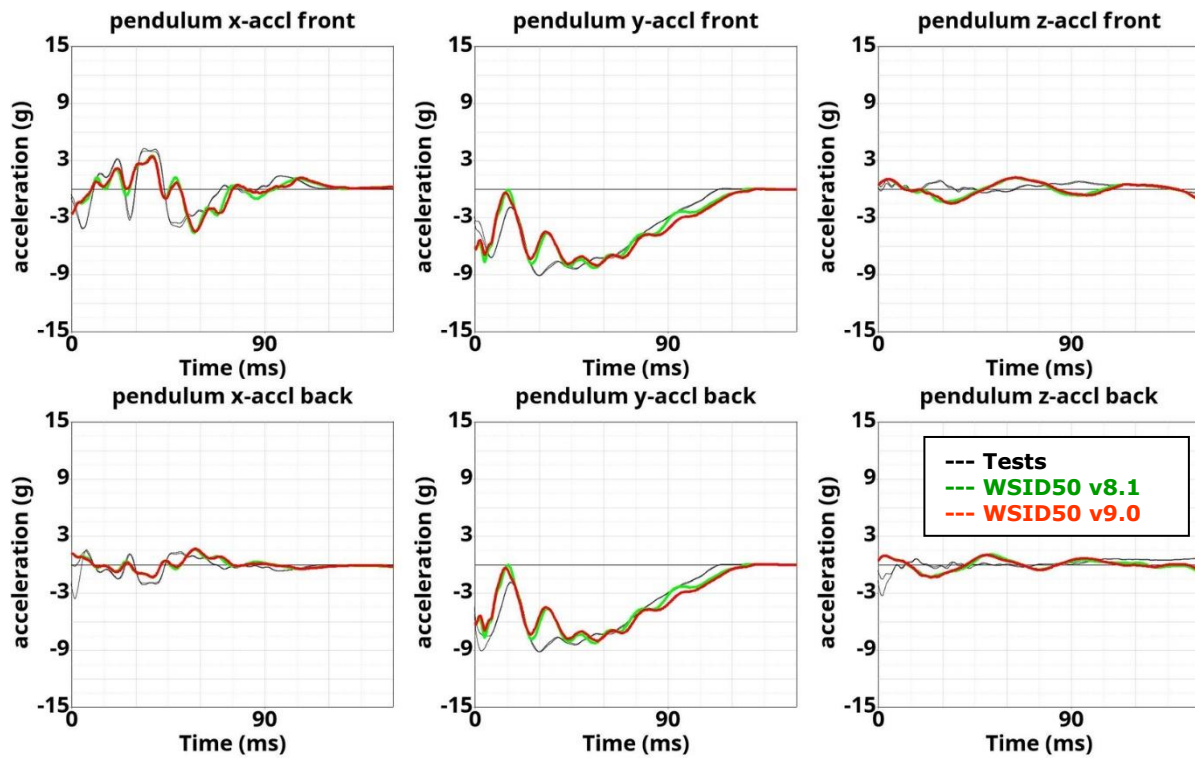 pendulum x-accl front
pendulum y-accl front
pendulum z-accl front
acceleration (g)
15
9
3
-3
-9
-15
0
90
Time (ms)
acceleration (g)
15
9
3
-3
-9
-15
0
90
Time (ms)
acceleration (g)
15
9
3
-3
-9
-15
0
90
Time (ms)
pendulum x-accl back
pendulum y-accl back
pendulum z-accl back
acceleration (g)
15
9
3
-3
-9
-15
0
90
Time (ms)
acceleration (g)
15
9
3
-3
-9
-15
0
90
Time (ms)
acceleration (g)
15
9
3
-3
-9
-15
0
90
Time (ms)
--- Tests
--- WSID50 v8.1
--- WSID50 v9.0